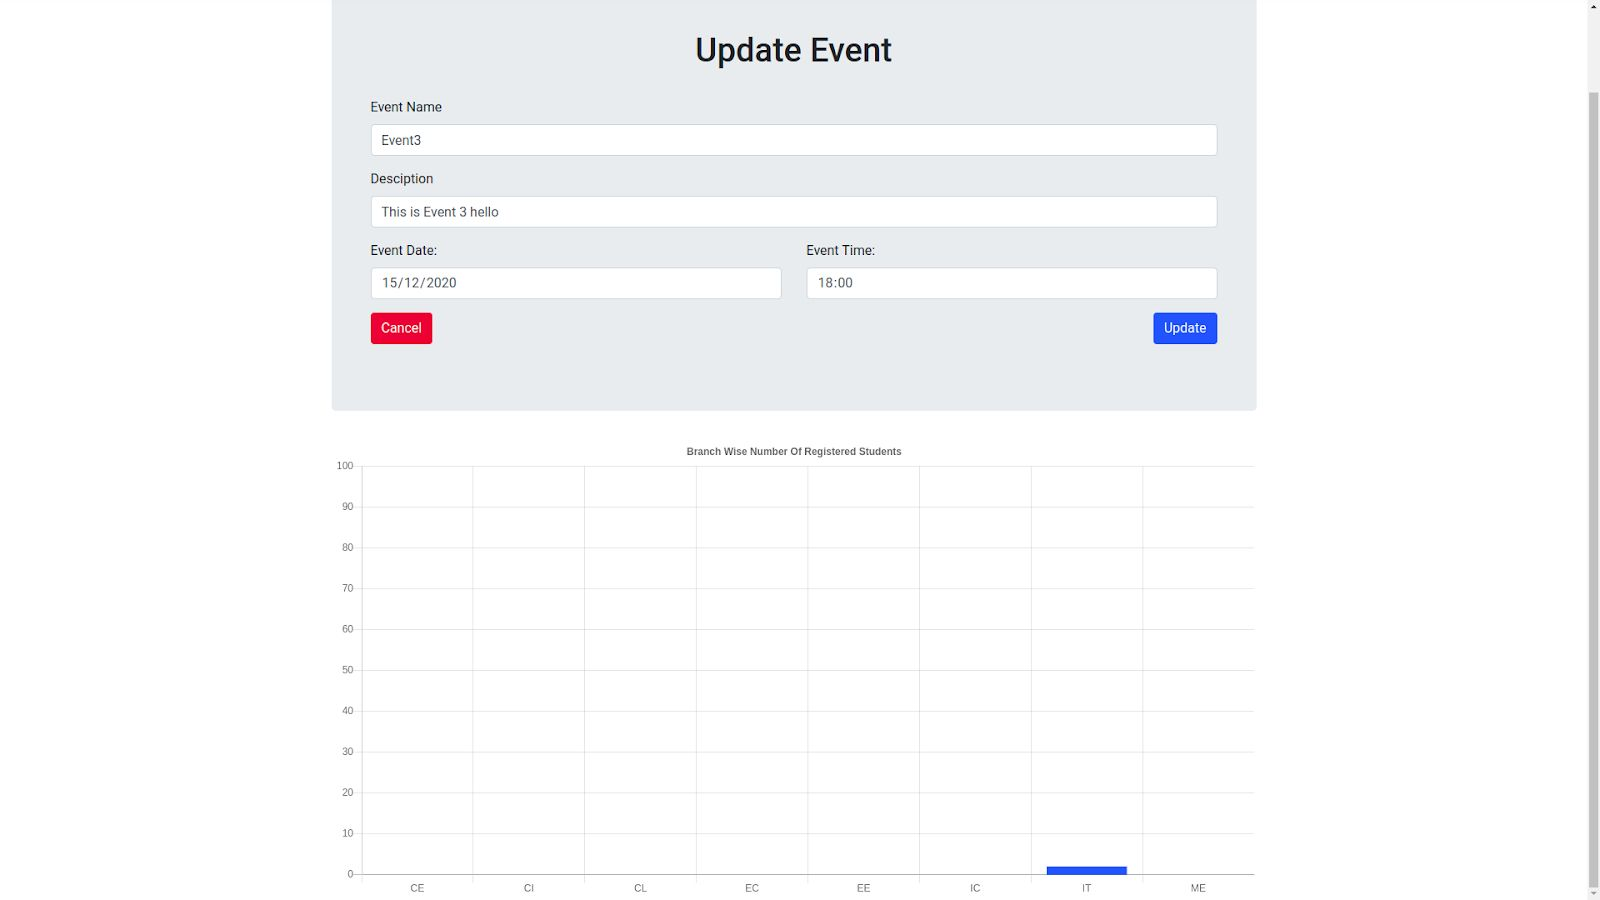 Update Event
Event Name
Event3
Desciption
This is Event 3 hello
Event Date: Event Time:
15/12/2020 18:00
Cancel Update
Branch Wise Number Of Registered Students
100
90
80
70
60
50
40
30
20
10
0
CE CI CL EC EE IC IT ME